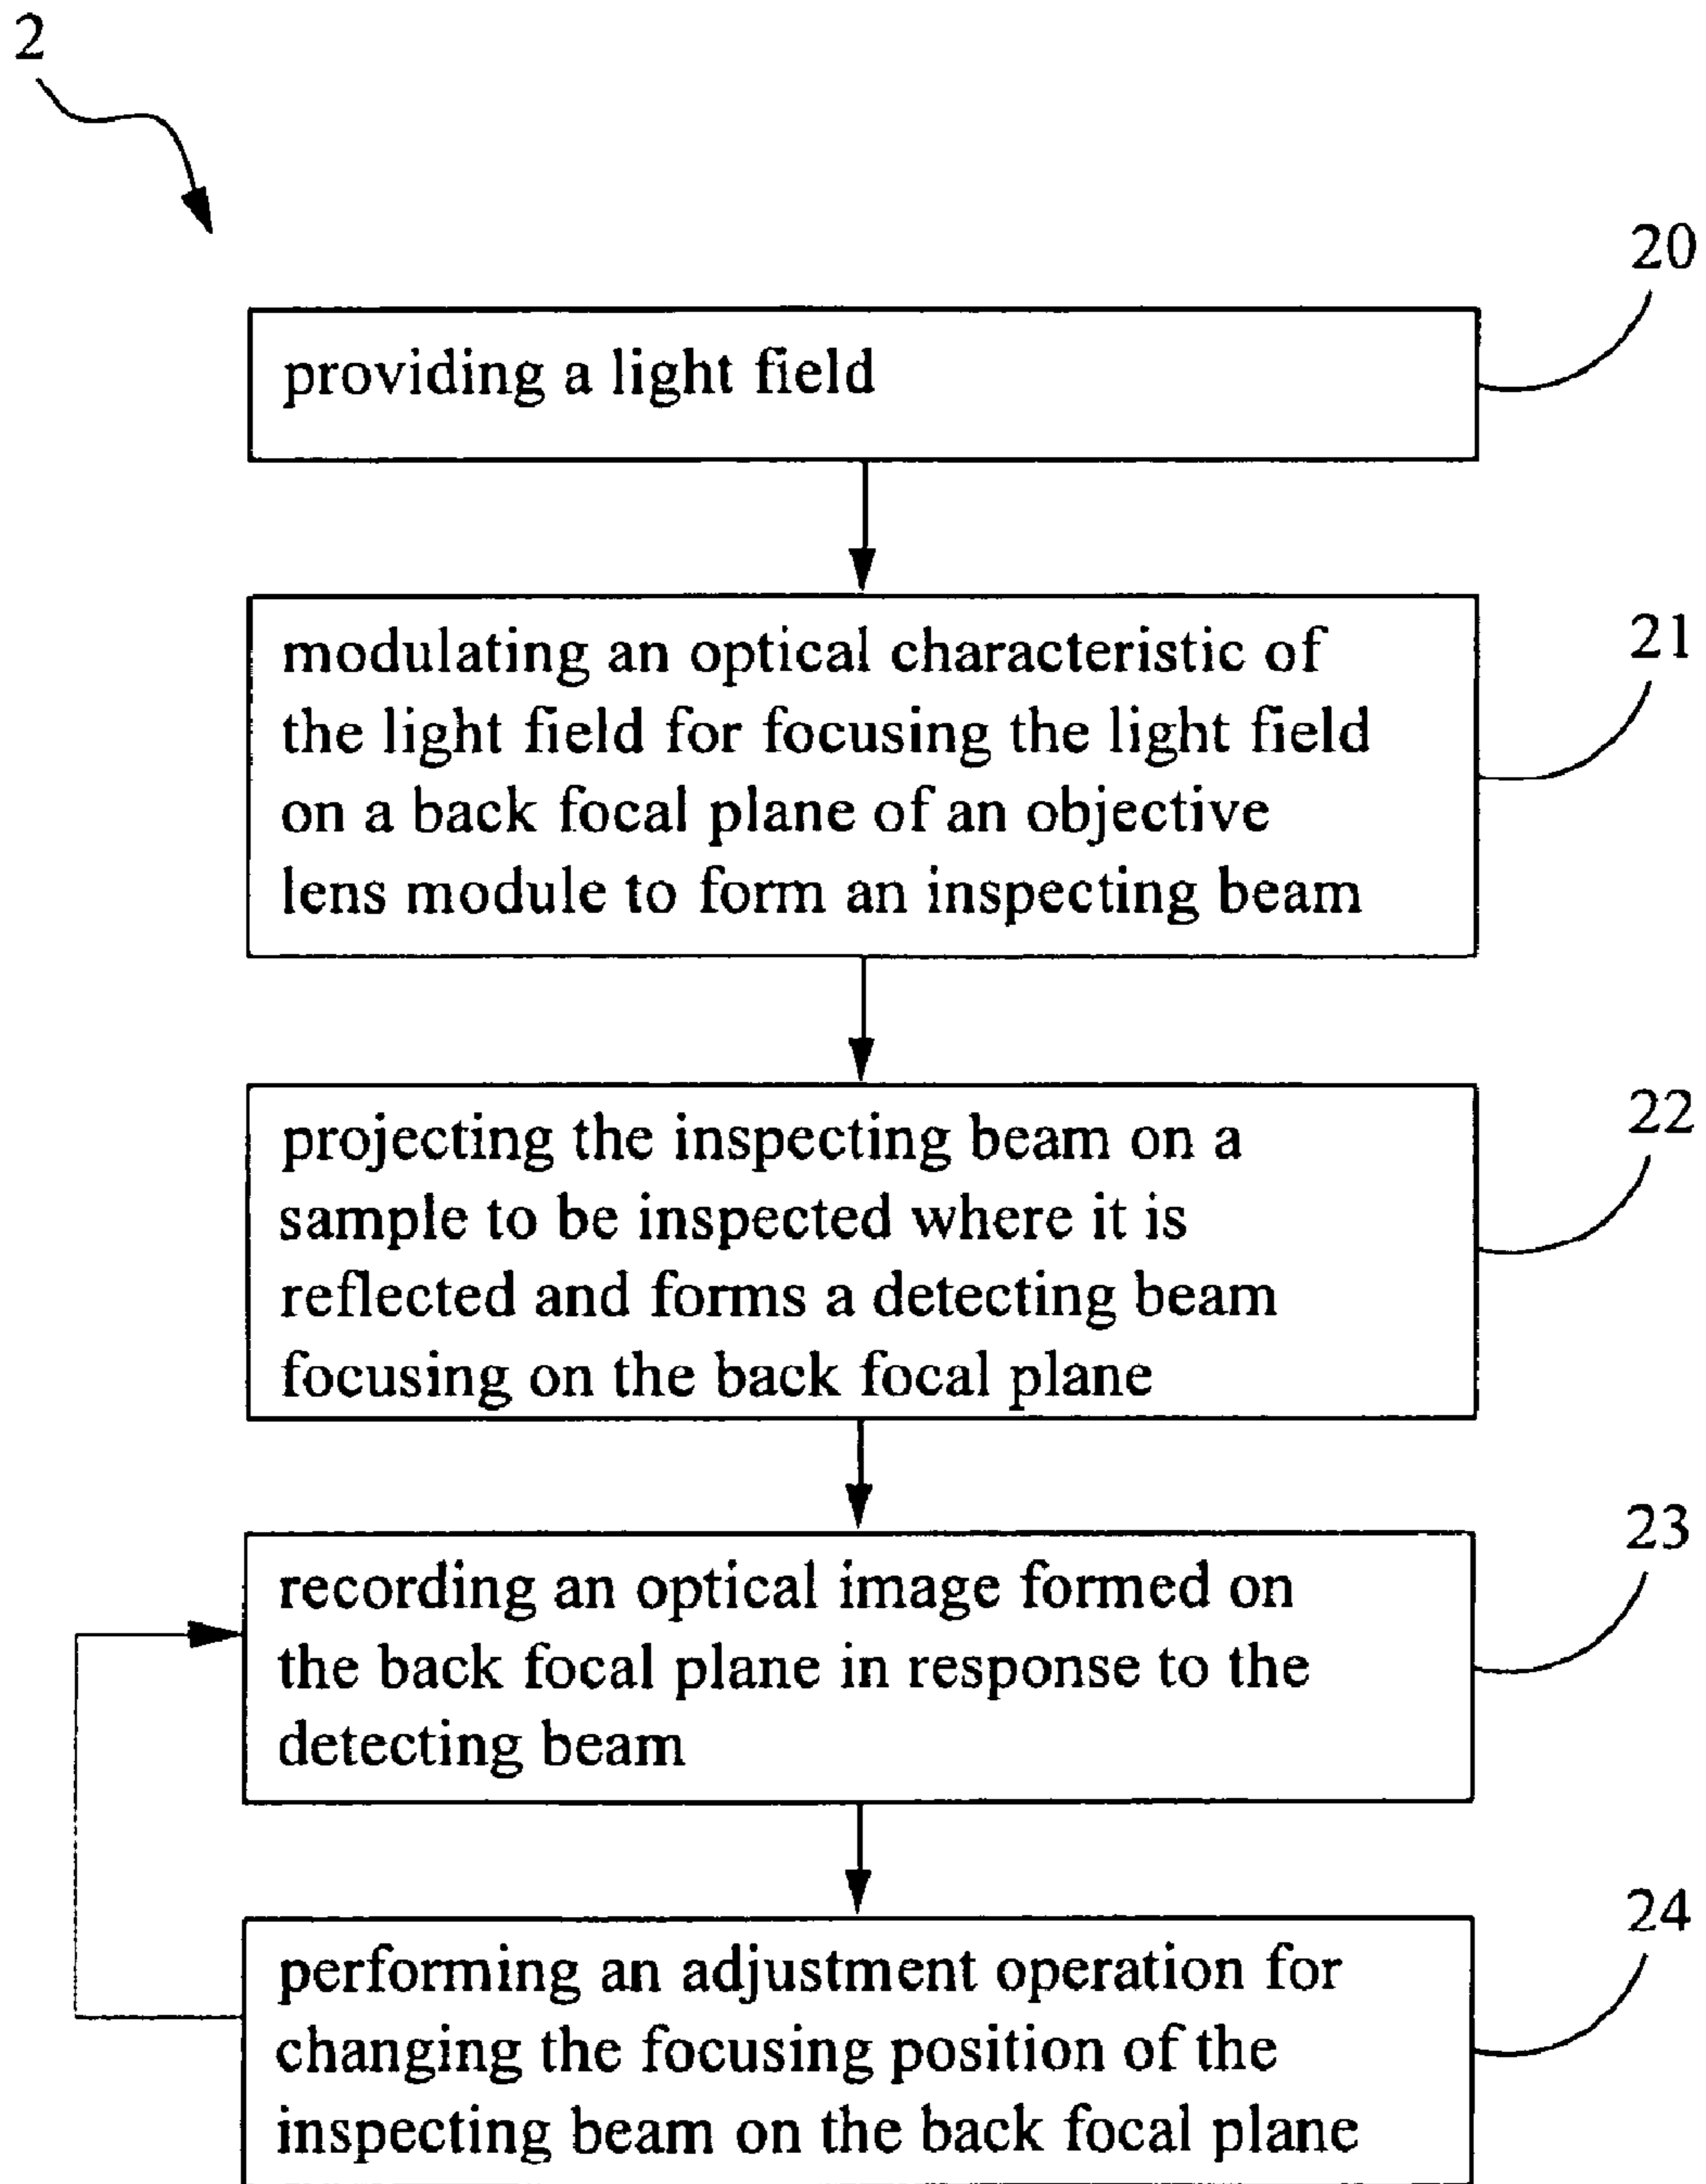 2
20
providing a light field
21
modulating an optical characteristic of
the light field for focusing the light field
on a back focal plane of an objective
lens module to form an inspecting beam
22
projecting the inspecting beam on a
sample to be inspected where it is
reflected and forms a detecting beam
focusing on the back focal plane
23
recording an optical image formed on
the back focal plane in response to the
detecting beam
24
performing an adjustment operation for
changing the focusing position of the
inspecting beam on the back focal plane